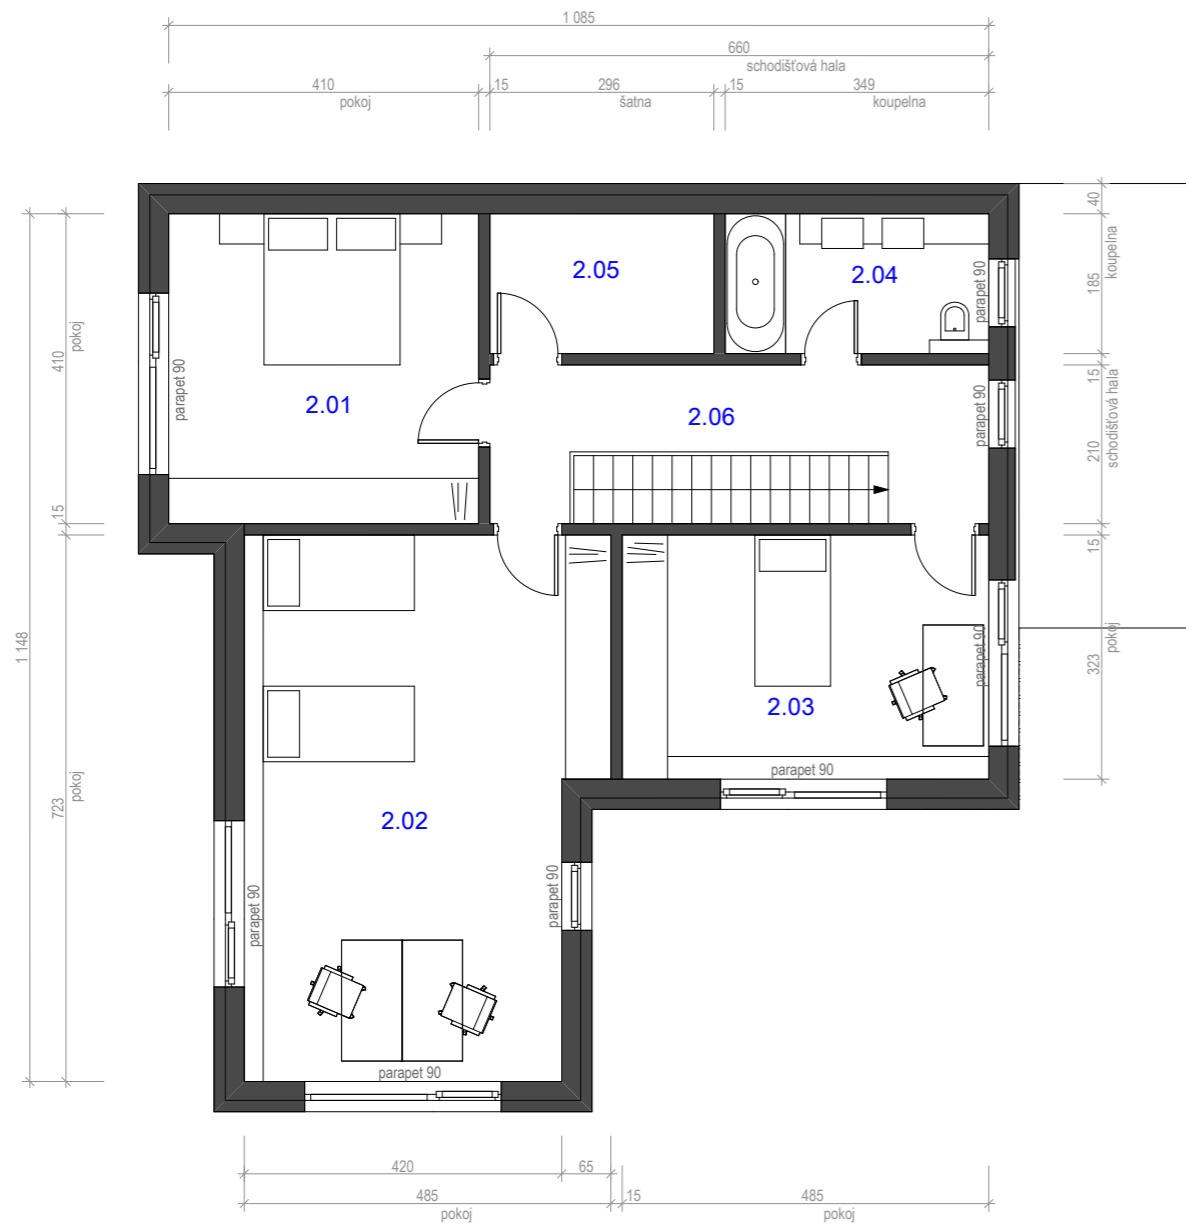 1 085
660
schodišťová hala
410
15
296
15
349
pokoj
šatna
koupelna
40
koupelna
185
2.05
2.04
parapet 90
410
pokoj
parapet 90
2.01
2.06
parapet 90
15
210
schodišťová hala
15
15
1 148
323
pokoj
parapet 90
2.03
parapet 90
723
pokoj
2.02
parapet 90
parapet 90
parapet 90
420
65
485
15
485
pokoj
pokoj